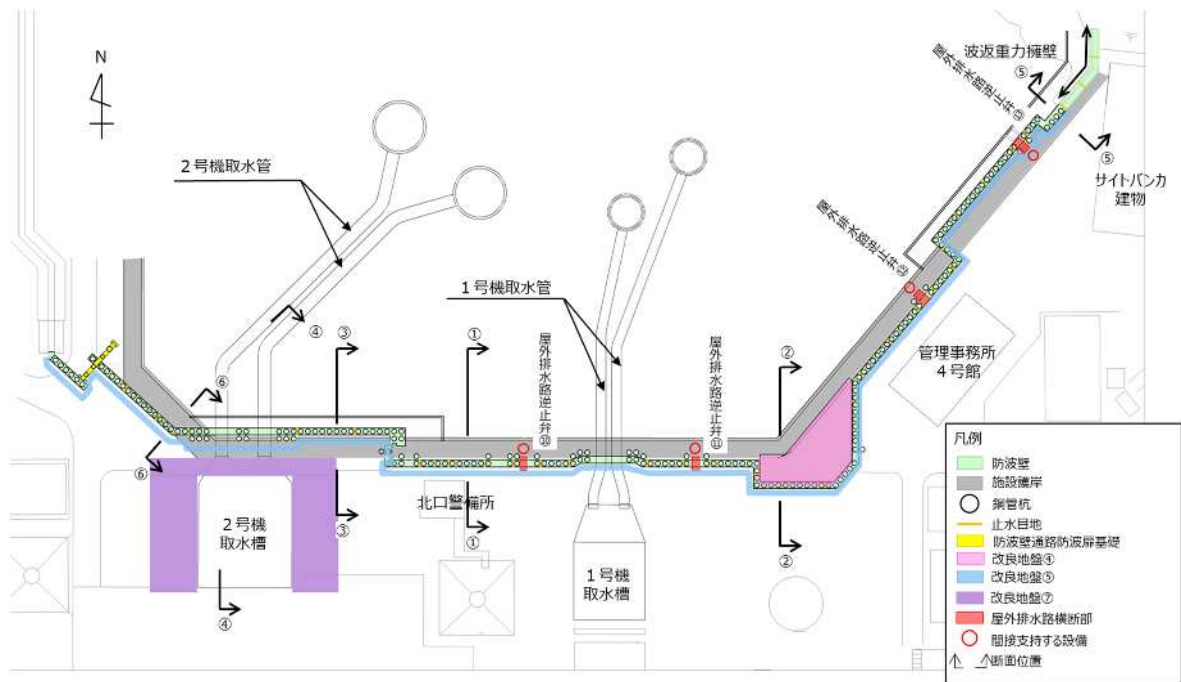 N
2号機取水管
1号機取水管
波返重力擁壁
⑤
⑤
屋外排水路逆止弁⑬
サイトバンカ
建物
屋外排水路逆止弁⑫
管理事務所
4号館
④
③
①
②
⑥
屋外排水路逆止弁⑩
屋外排水路逆止弁⑪
⑥
北口警備所
③
①
②
2号機
取水槽
1号機
取水槽
④
凡例
防波壁
施設護岸
鋼管杭
止水目地
防波壁通路防波扉基礎
改良地盤④
改良地盤⑤
改良地盤⑦
屋外排水路横断部
間接支持する設備
断面位置